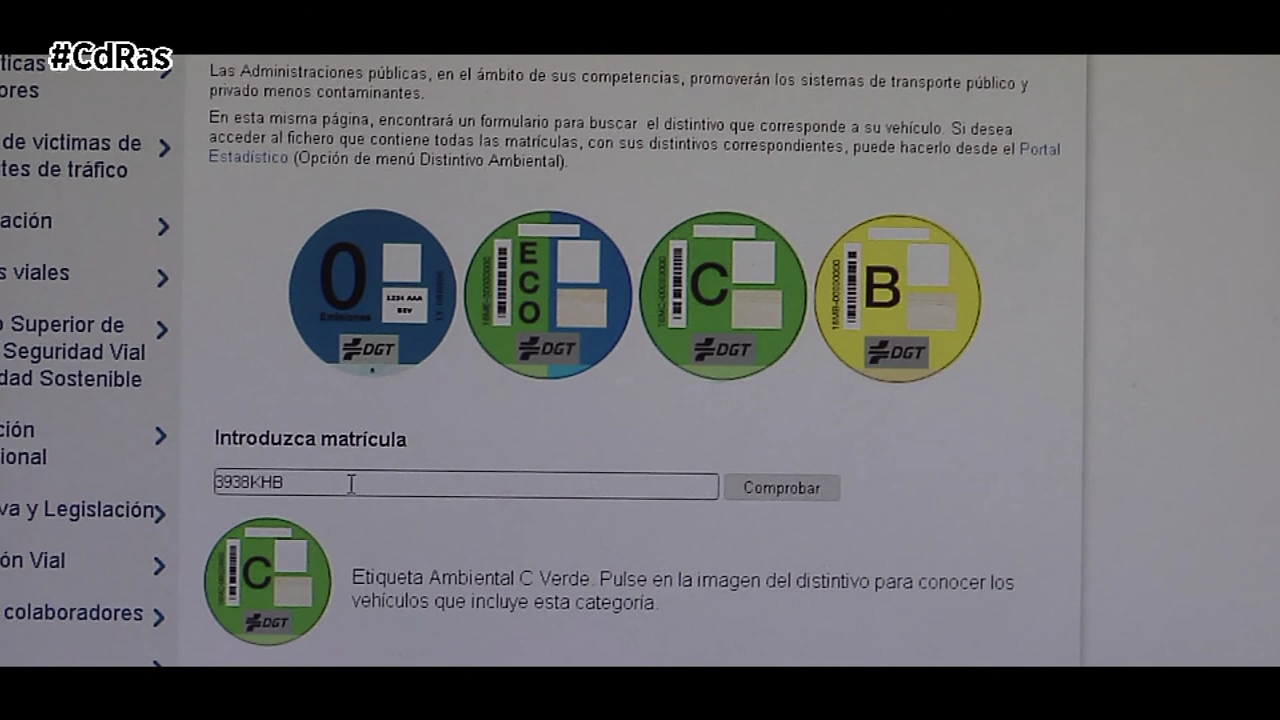 #CdRas
ores
Las Administraciones públicas, en el ámbito de sus competencias, promoverán los sistemas de transporte público y
privado menos contaminantes.
En esta misma página, encontrará un formulario para buscar el distintivo que corresponde a su vehículo. Si desea
acceder al fichero que contiene todas las matrículas, con sus distintivos correspondientes, puede hacerlo desde el Portal
Estadístico (Opción de menú Distintivo Ambiental).
de víctimas de
tes de tráfico
ación
s viales
o Superior de
Seguridad Vial
dad Sostenible
ción
ional
va y Legislación
ón Vial
colaboradores
0
Emisiones
1234 AAA
BEV
DGT
ECO
DGT
C
DGT
B
DGT
Introduzca matrícula
3938KHB
Comprobar
C
DGT
Etiqueta Ambiental C Verde. Pulse en la imagen del distintivo para conocer los
vehículos que incluye esta categoría.